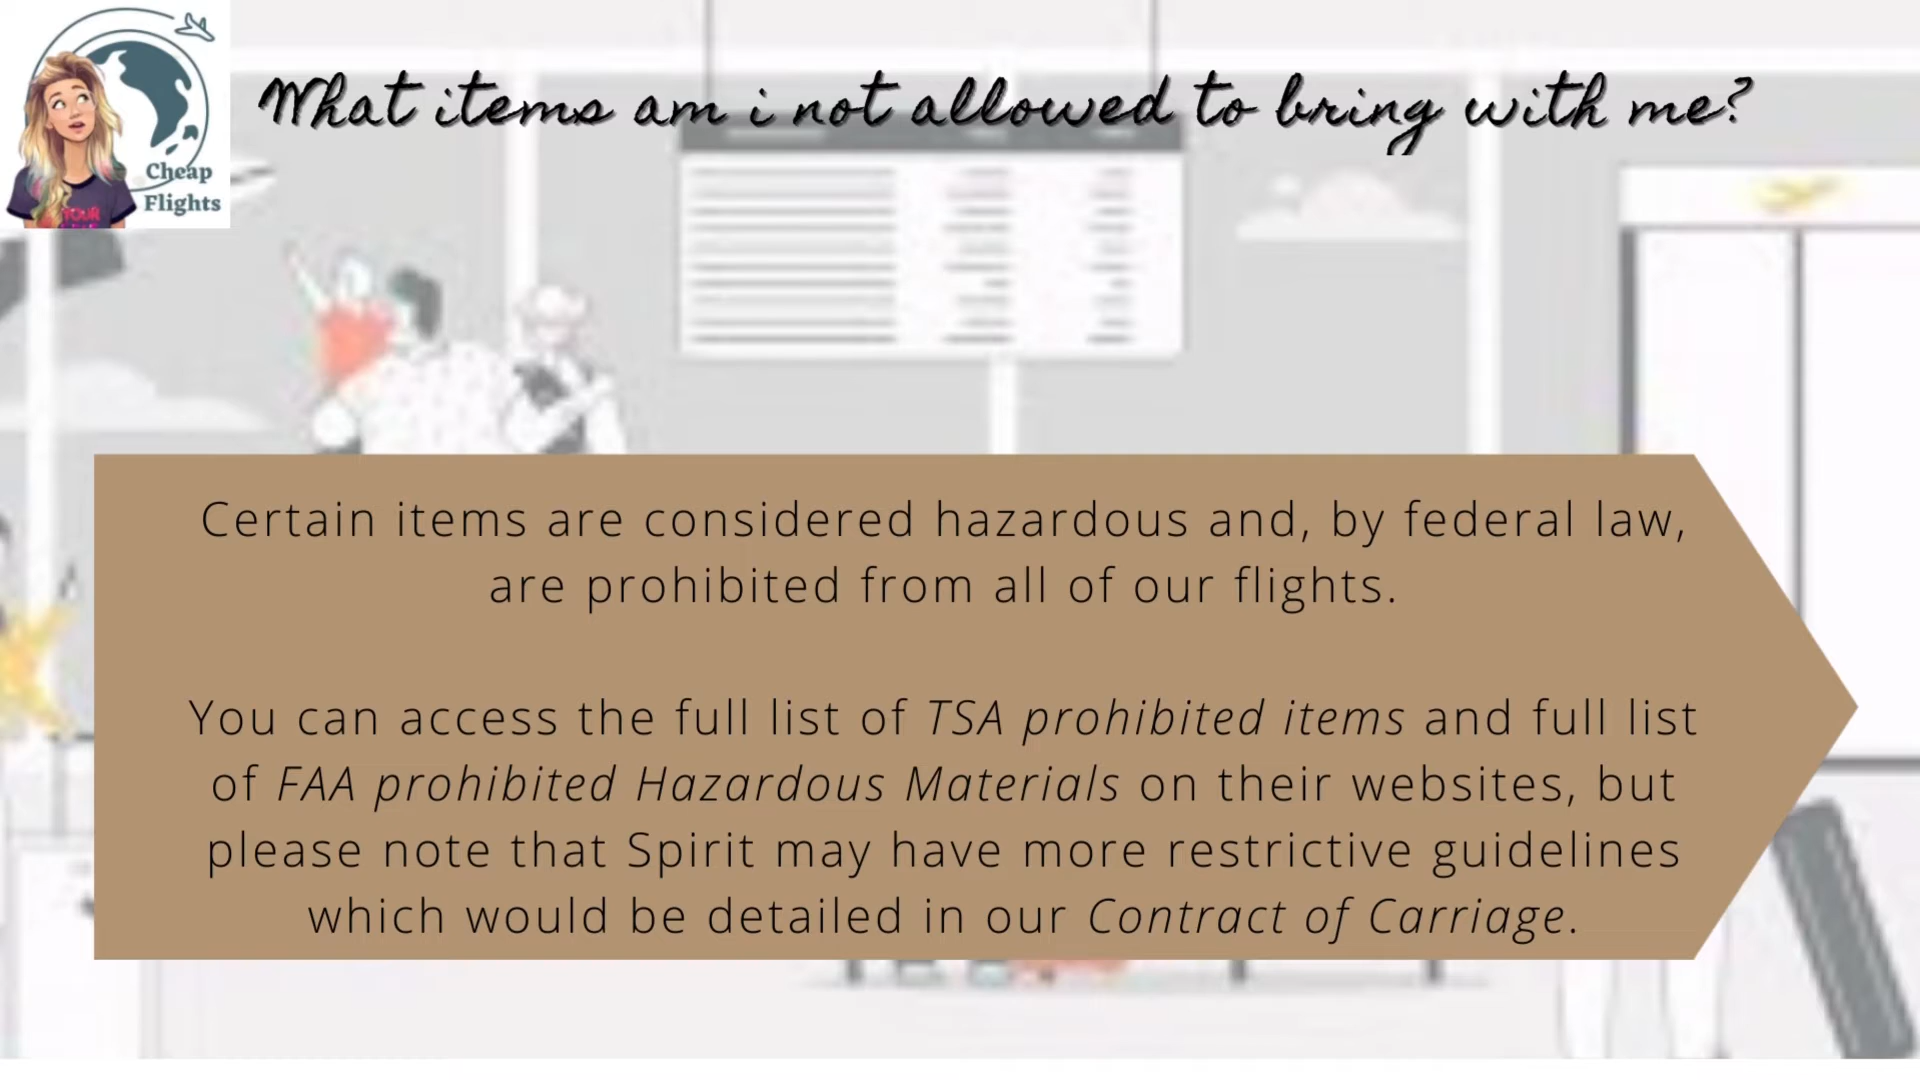 What items am i not allowed to bring with me?
Cheap
Flights
YOUR
Certain items are considered hazardous and, by federal law,
are prohibited from all of our flights.
You can access the full list of TSA prohibited items and full list
of FAA prohibited Hazardous Materials on their websites, but
please note that Spirit may have more restrictive guidelines
which would be detailed in our Contract of Carriage.